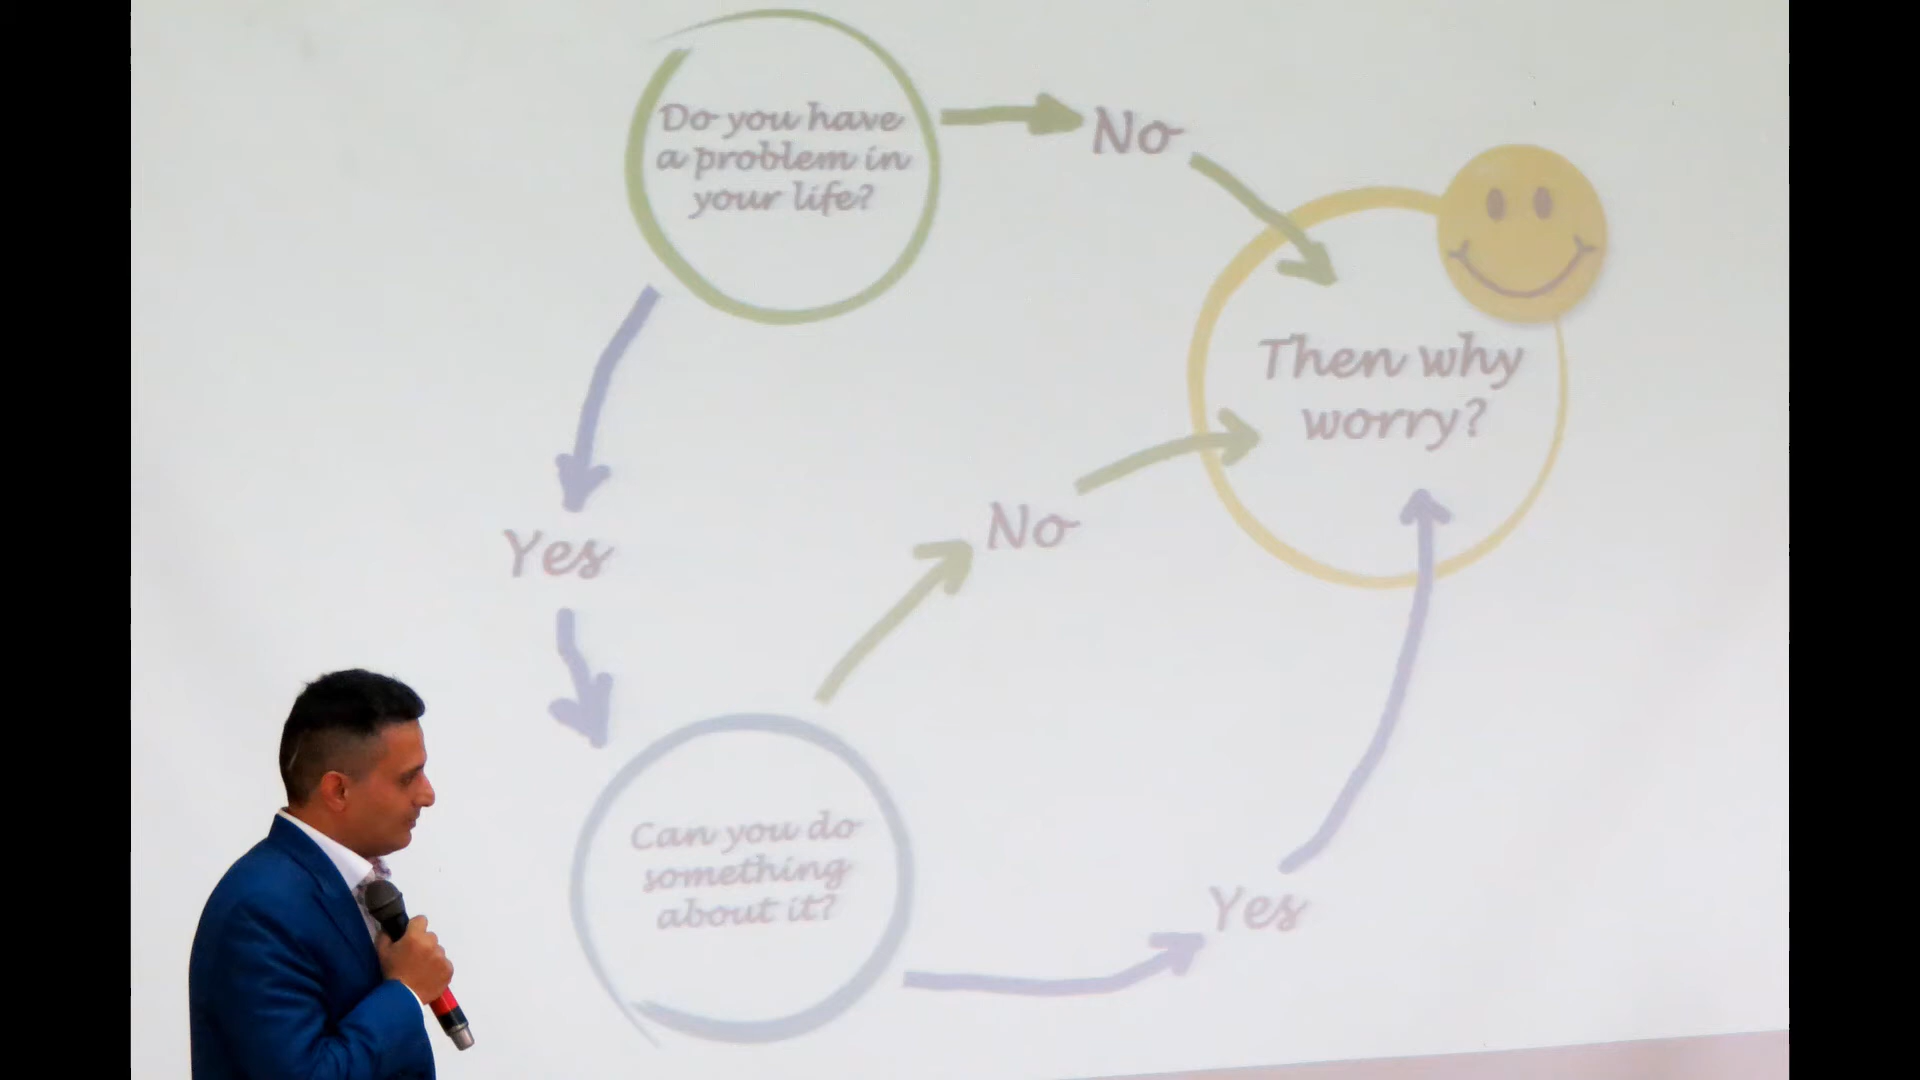 Do you have
a problem in
your life?
No
Then why
worry?
Yes
No
Can you do
something
about it?
Yes